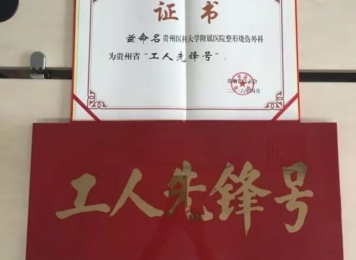 证书
兹命名贵州医科大学附属医院整形烧伤外科
为贵州省“工人先锋号”。
工人先锋号